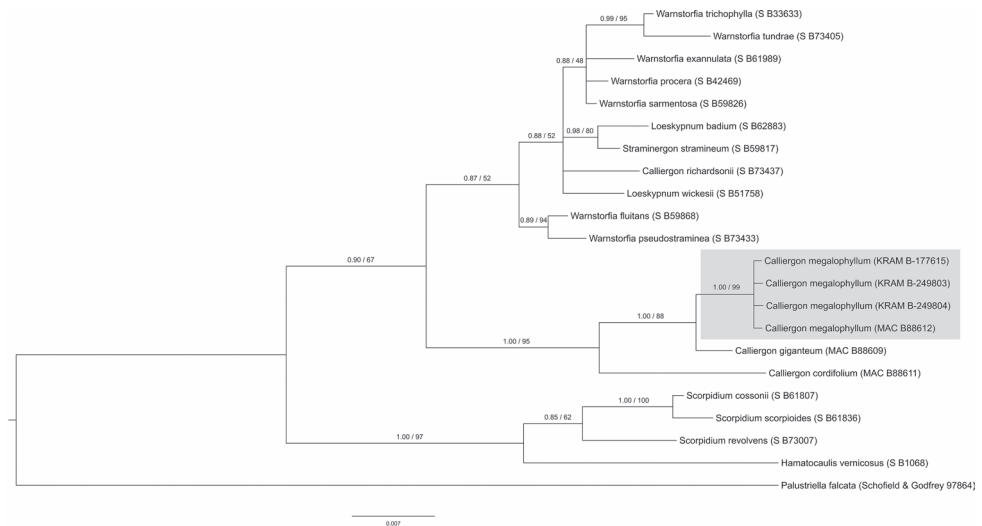 0.99 / 95
Warnstorfia trichophylla (S B33633)
Warnstorfia tundrae (S B73405)
0.88 / 48
Warnstorfia exannulata (S B61989)
Warnstorfia procera (S B42469)
Warnstorfia sarmentosa (S B59826)
0.88 / 52
0.98 / 80
Loeskypnum badium (S B62883)
Straminergon stramineum (S B59817)
Calliergon richardsonii (S B73437)
0.87 / 52
Loeskypnum wickesii (S B51758)
0.89 / 94
Warnstorfia fluitans (S B59868)
Warnstorfia pseudostraminea (S B73433)
0.90 / 67
Calliergon megalophyllum (KRAM B-177615)
1.00 / 99
Calliergon megalophyllum (KRAM B-249803)
Calliergon megalophyllum (KRAM B-249804)
1.00 / 88
Calliergon megalophyllum (MAC B88612)
1.00 / 95
Calliergon giganteum (MAC B88609)
Calliergon cordifolium (MAC B88611)
1.00 / 100
Scorpidium cossonii (S B61807)
0.85 / 62
Scorpidium scorpioides (S B61836)
1.00 / 97
Scorpidium revolvens (S B73007)
Hamatocaulis vernicosus (S B1068)
Palustriella falcata (Schofield & Godfrey 97864)
0.007